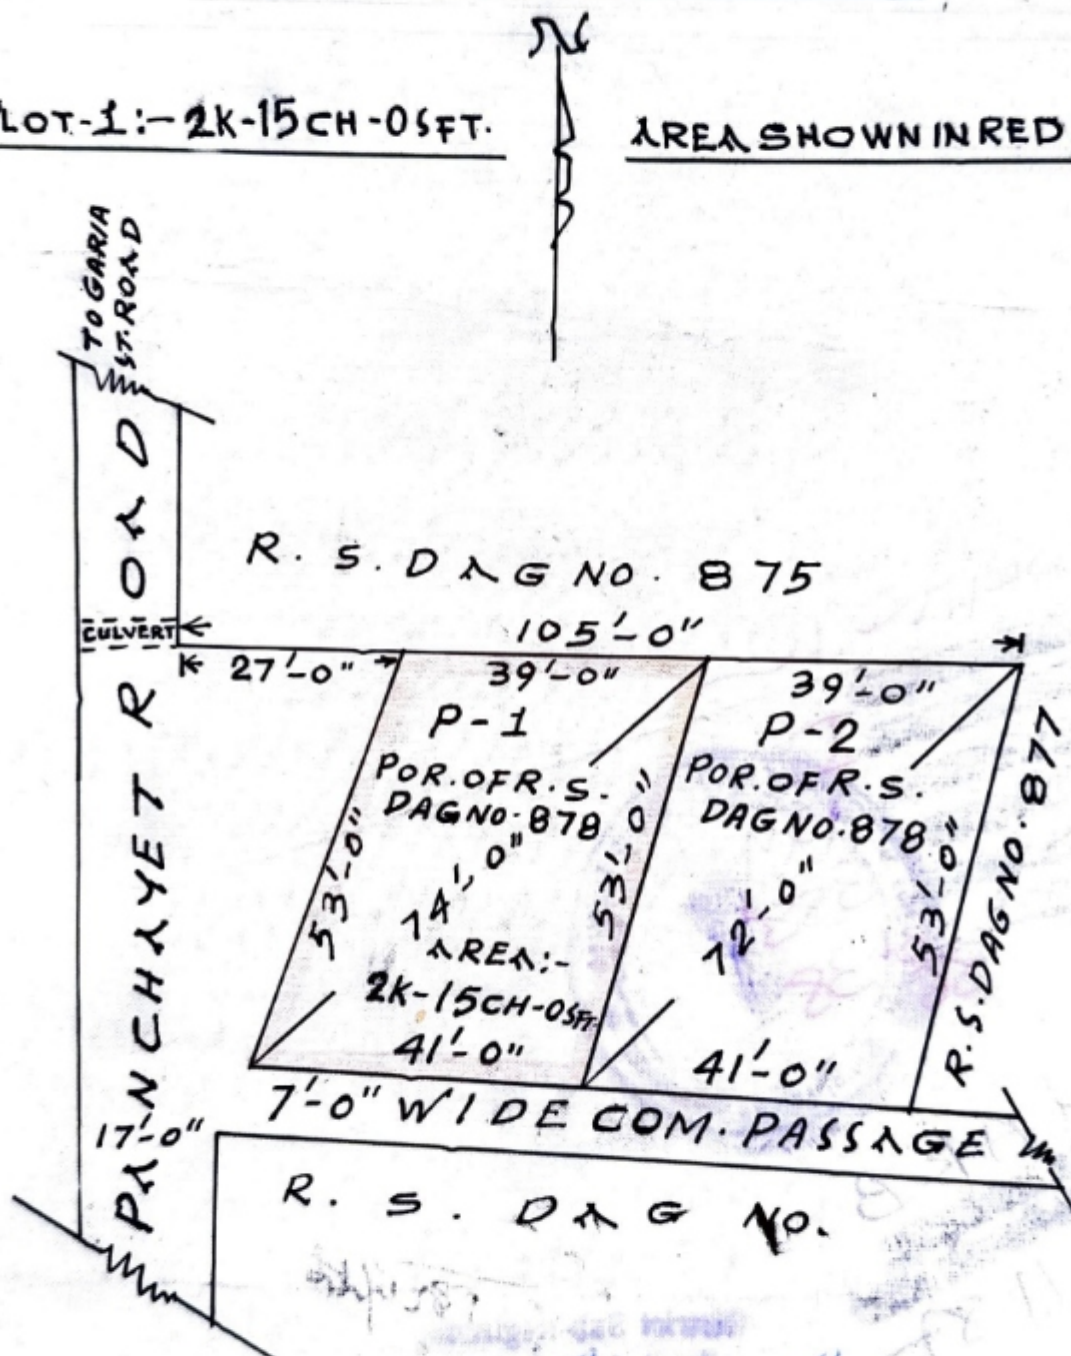 N
LOT-1:- 2K-15CH-0SFT.
AREA SHOWN IN RED
TO GARIA
ST. ROAD
R. S. DAG NO. 875
CULVERT
105'-0"
27'-0"
39'-0"
39'-0"
P-1
P-2
POR. OF R. S.
DAG NO. 878
POR. OF R. S.
DAG NO. 878
53'-0"
74'-0"
53'-0"
72'-0"
53'-0"
R. S. DAG NO. 877
AREA:-
2K-15CH-0SFT.
41'-0"
41'-0"
7'-0" WIDE COM. PASSAGE
17'-0"
PANCHAYET ROAD
R. S. DAG NO.